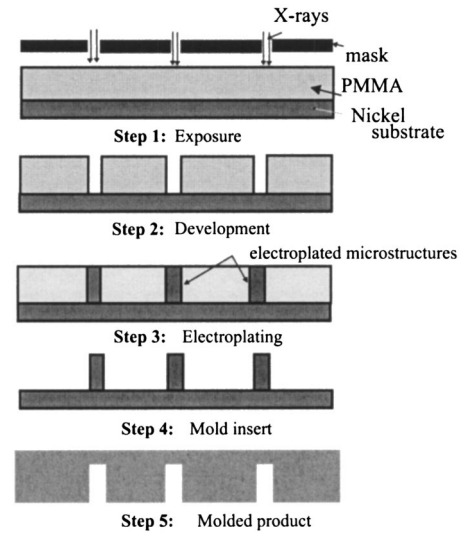 X-rays
mask
PMMA
Nickel
substrate
Step 1: Exposure
Step 2: Development
electroplated microstructures
Step 3: Electroplating
Step 4: Mold insert
Step 5: Molded product